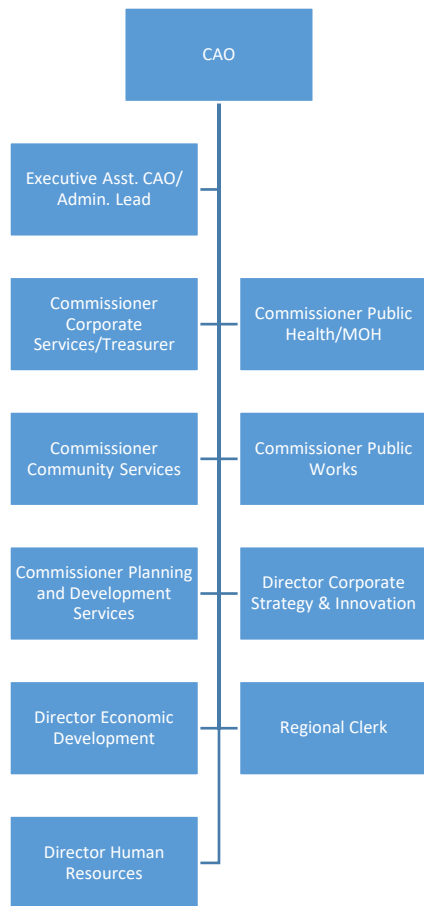 CAO
Executive Asst. CAO/
Admin. Lead
Commissioner
Corporate
Services/Treasurer
Commissioner Public
Health/MOH
Commissioner
Community Services
Commissioner Public
Works
Commissioner Planning
and Development
Services
Director Corporate
Strategy & Innovation
Director Economic
Development
Regional Clerk
Director Human
Resources